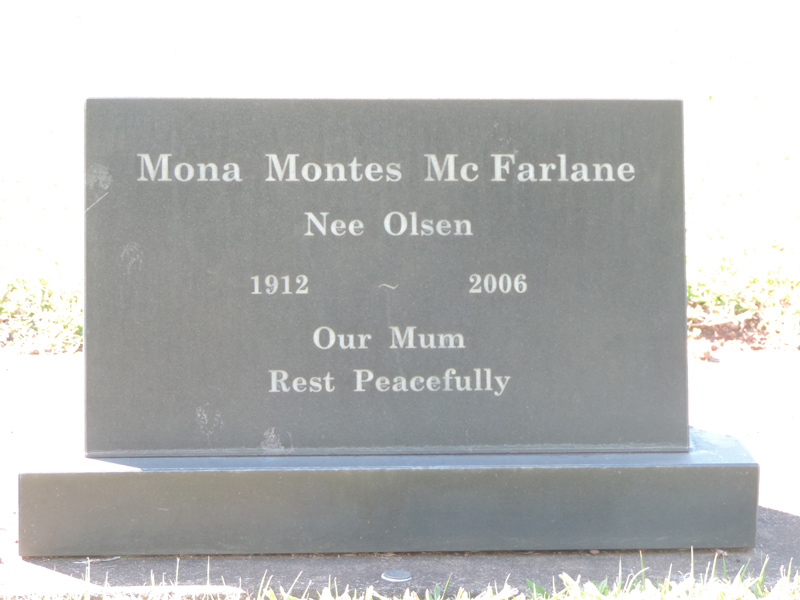 Mona Montes Mc Farlane
Nee Olsen
1912 ~ 2006
Our Mum
Rest Peacefully